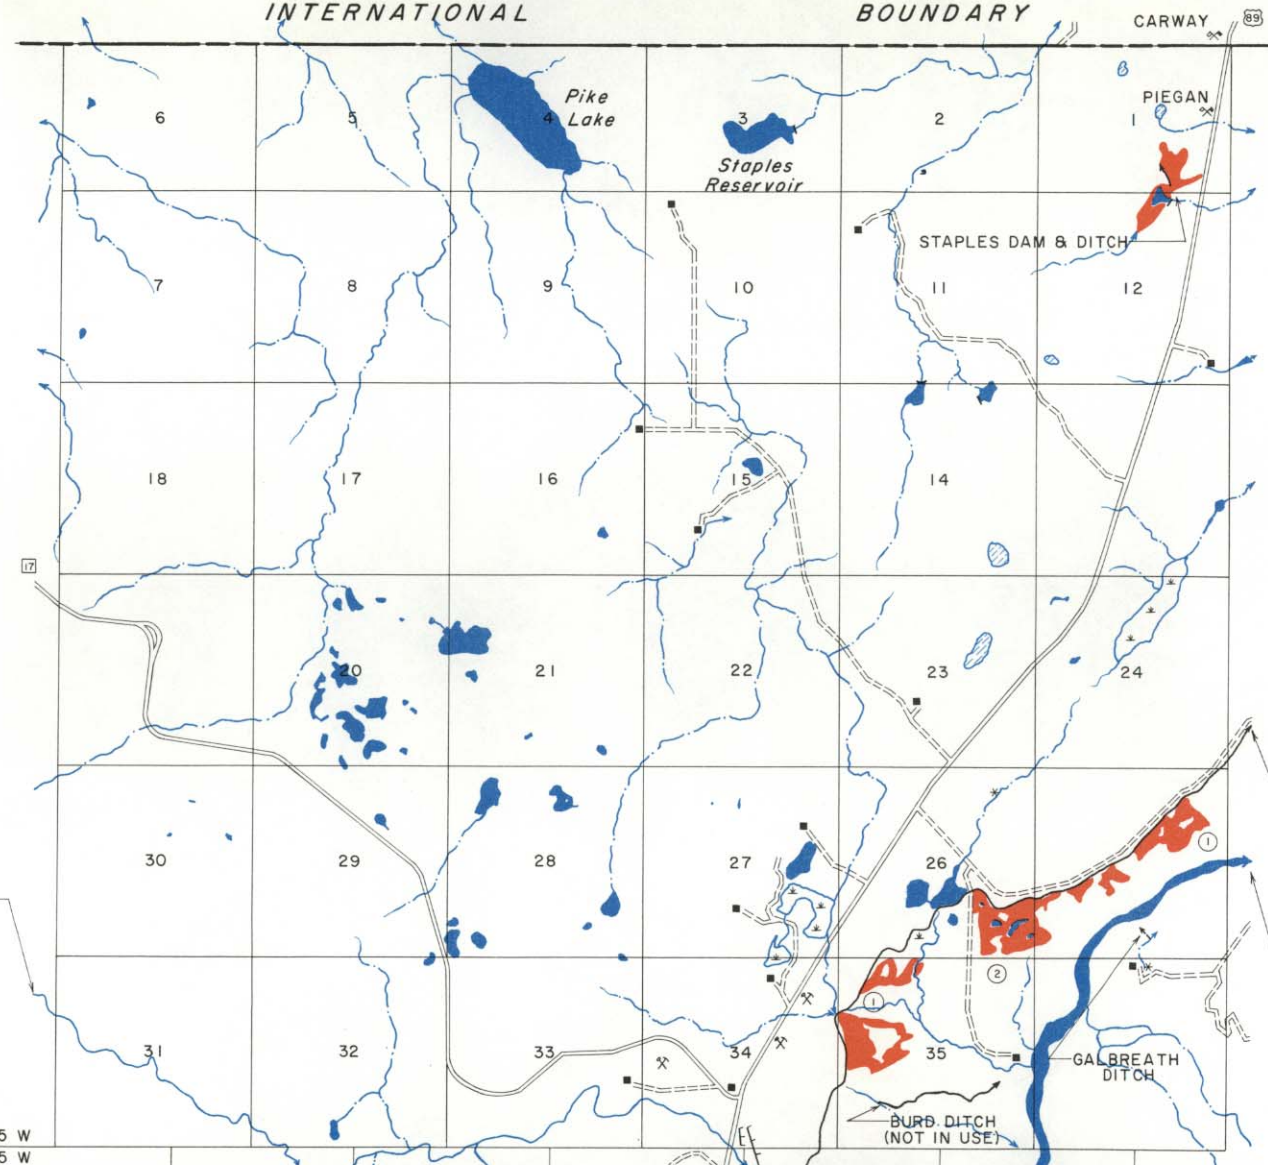 INTERNATIONAL BOUNDARY
CARWAY
89
6
5
4
Pike
Lake
3
2
PIEGAN
1
Staples
Reservoir
STAPLES DAM & DITCH
7
8
9
10
11
12
18
17
16
15
14
17
20
21
22
23
24
30
29
28
27
26
1
2
1
31
32
33
34
35
GALBREATH
DITCH
BURD DITCH
(NOT IN USE)
5 W
5 W